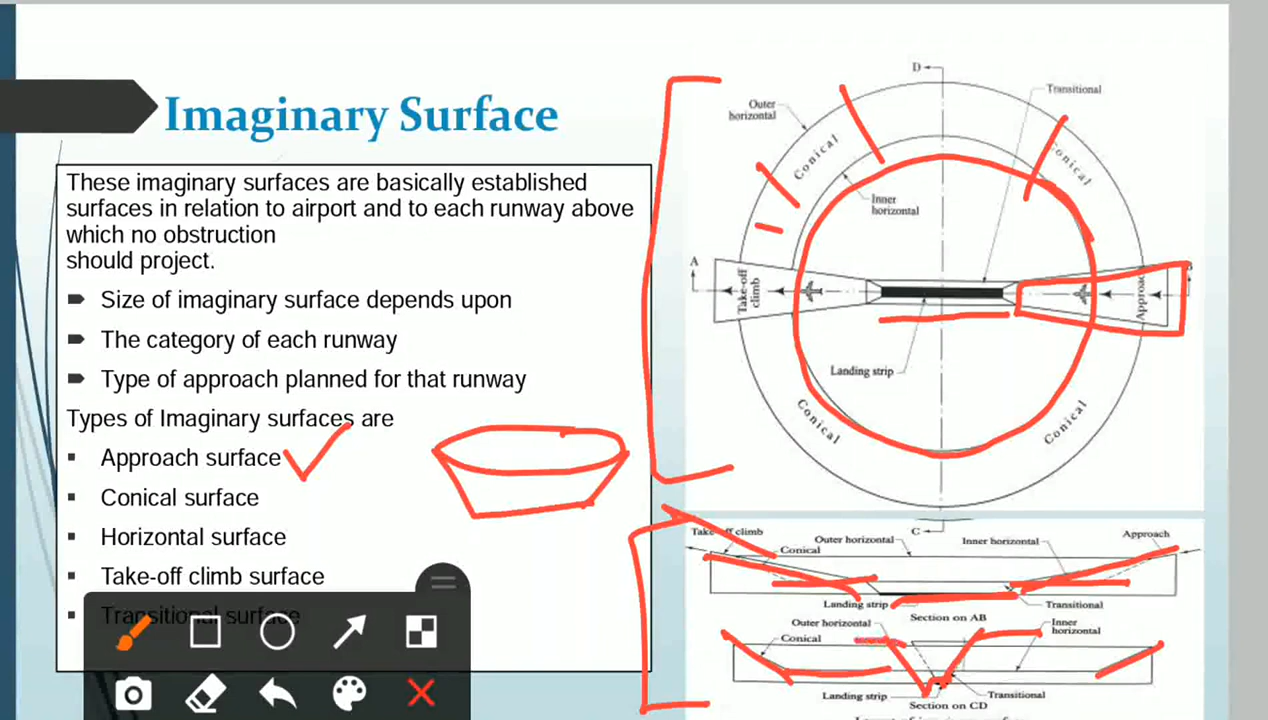 Imaginary Surface
These imaginary surfaces are basically established
surfaces in relation to airport and to each runway above
which no obstruction
should project.
Size of imaginary surface depends upon
The category of each runway
Type of approach planned for that runway
Types of Imaginary surfaces are
Approach surface
Conical surface
Horizontal surface
Take-off climb surface
Transitional surface
D
Transitional
Outer
horizontal
Conical
Conical
Inner
horizontal
A
B
Take-off
climb
Approach
Landing strip
Conical
Conical
C
Take-off climb
Outer horizontal
Inner horizontal
Approach
Conical
Landing strip
Transitional
Section on AB
Outer horizontal
Inner
horizontal
Conical
Landing strip
Transitional
Section on CD